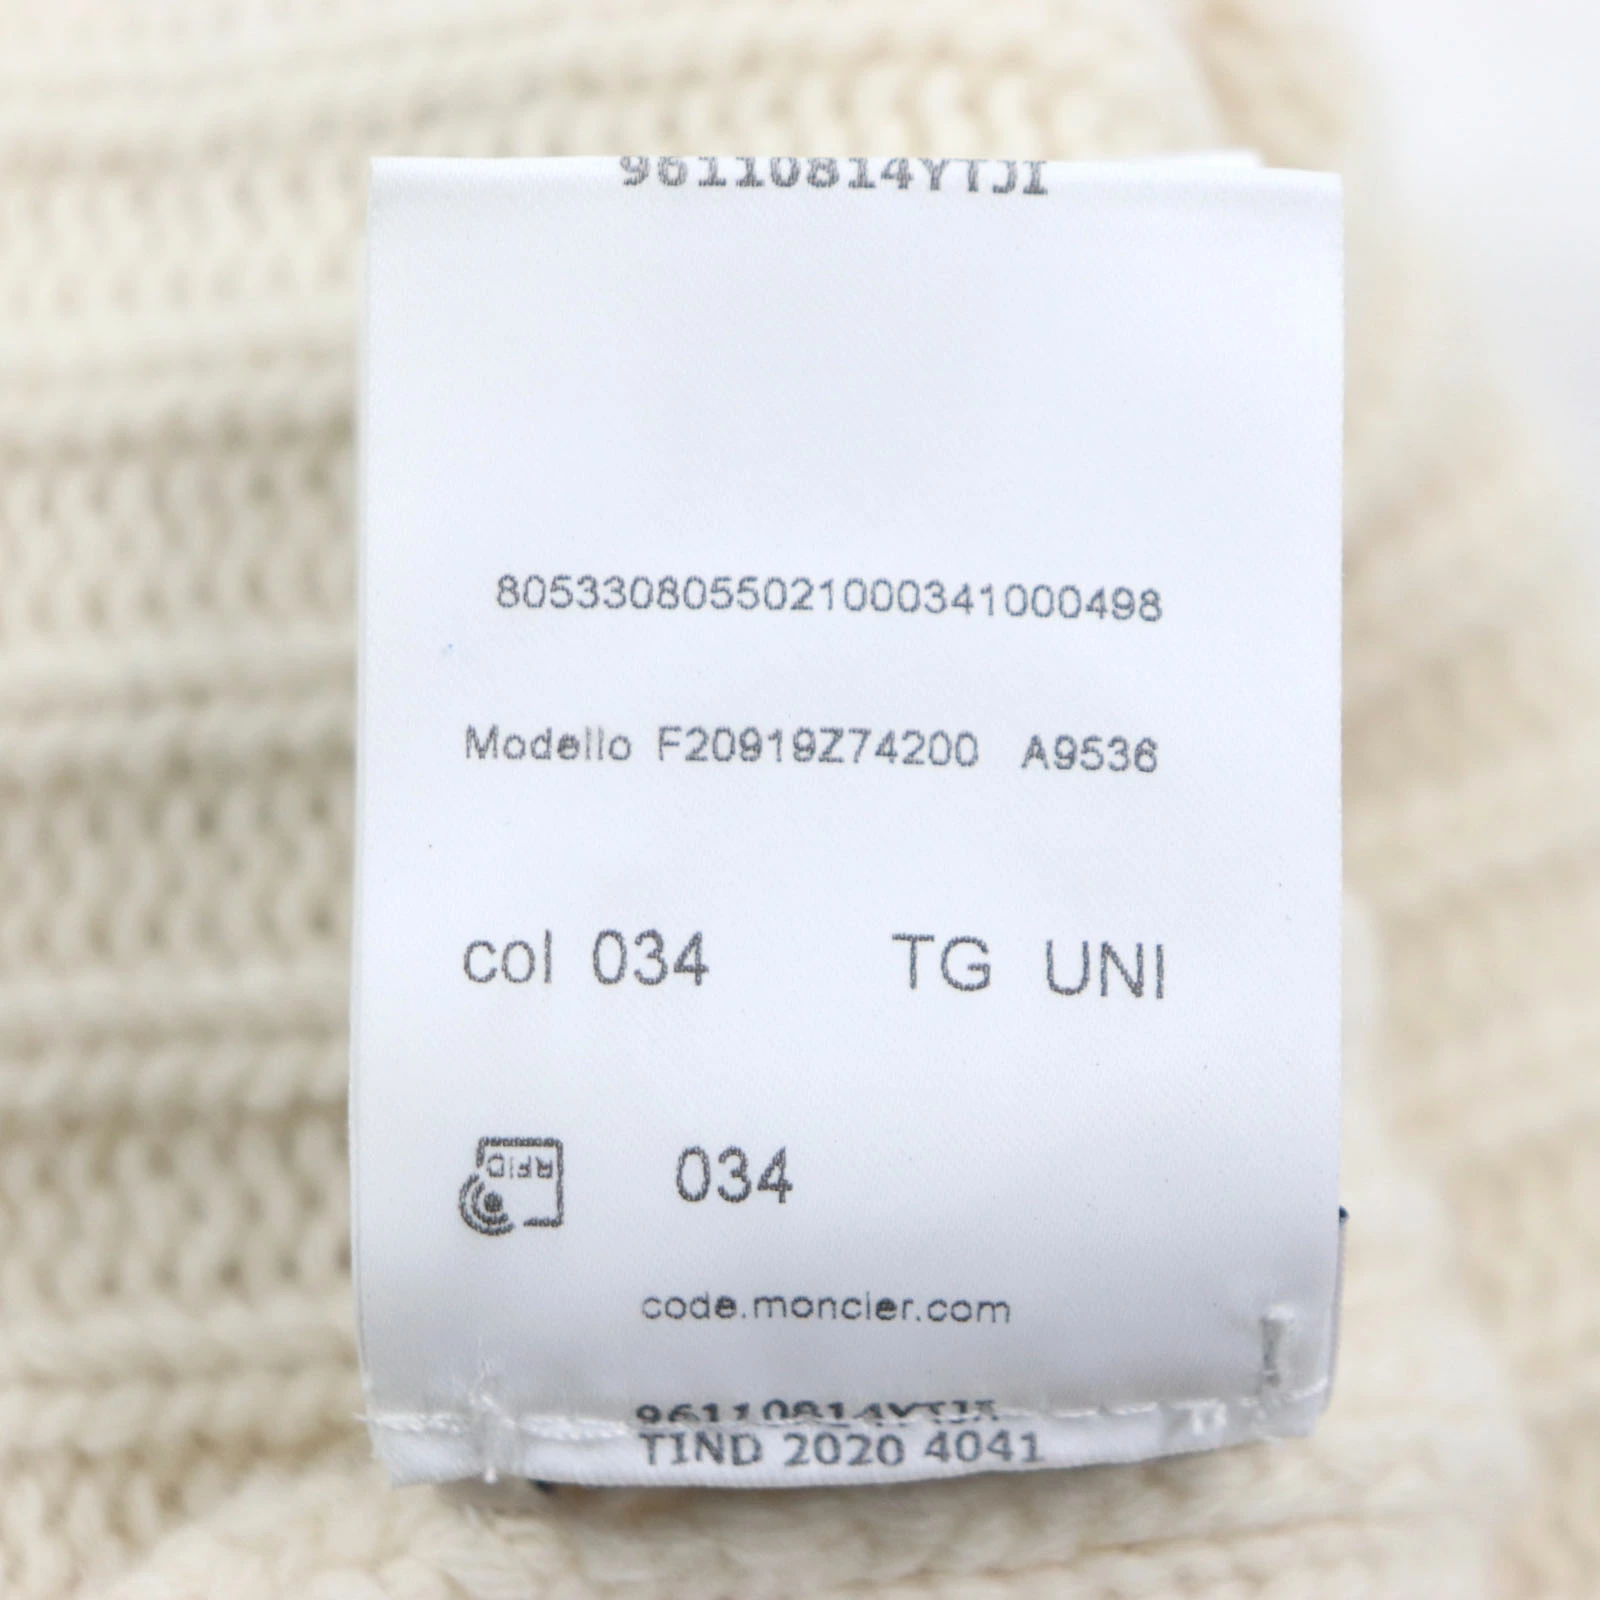 96110814YTJI
8053308055021000341000498
Modello F20919Z74200 A9536
col 034 TG UNI
RFID 034
code.moncler.com
96110814YTJI
TIND 2020 4041